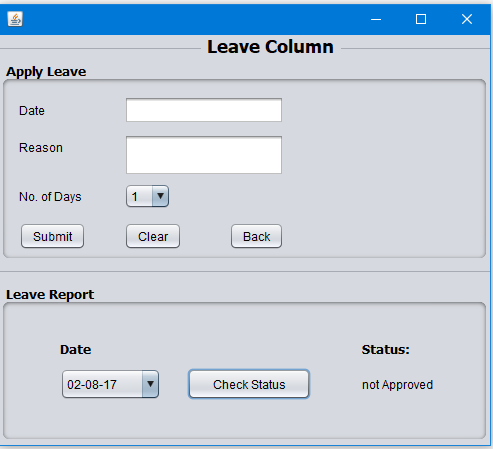 Leave Column
Apply Leave
Date
Reason
No. of Days 1
Submit Clear Back
Leave Report
Date Status:
02-08-17 Check Status not Approved